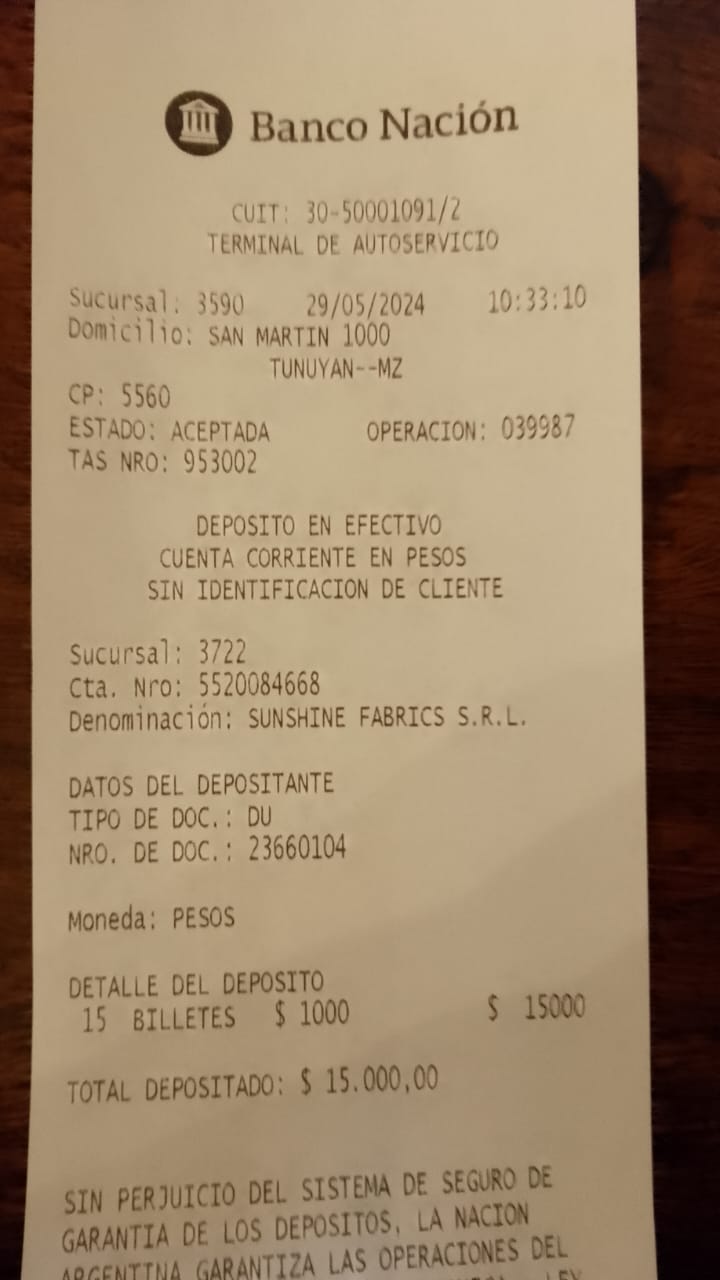 Banco Nación
CUIT: 30-50001091/2
TERMINAL DE AUTOSERVICIO
Sucursal: 3590 29/05/2024 10:33:10
Domicilio: SAN MARTIN 1000
TUNUYAN--MZ
CP: 5560
ESTADO: ACEPTADA OPERACION: 039987
TAS NRO: 953002
DEPOSITO EN EFECTIVO
CUENTA CORRIENTE EN PESOS
SIN IDENTIFICACION DE CLIENTE
Sucursal: 3722
Cta. Nro: 5520084668
Denominación: SUNSHINE FABRICS S.R.L.
DATOS DEL DEPOSITANTE
TIPO DE DOC.: DU
NRO. DE DOC.: 23660104
Moneda: PESOS
DETALLE DEL DEPOSITO
15 BILLETES $ 1000 $ 15000
TOTAL DEPOSITADO: $ 15.000,00
SIN PERJUICIO DEL SISTEMA DE SEGURO DE
GARANTIA DE LOS DEPOSITOS, LA NACION
ARGENTINA GARANTIZA LAS OPERACIONES DEL
LEY